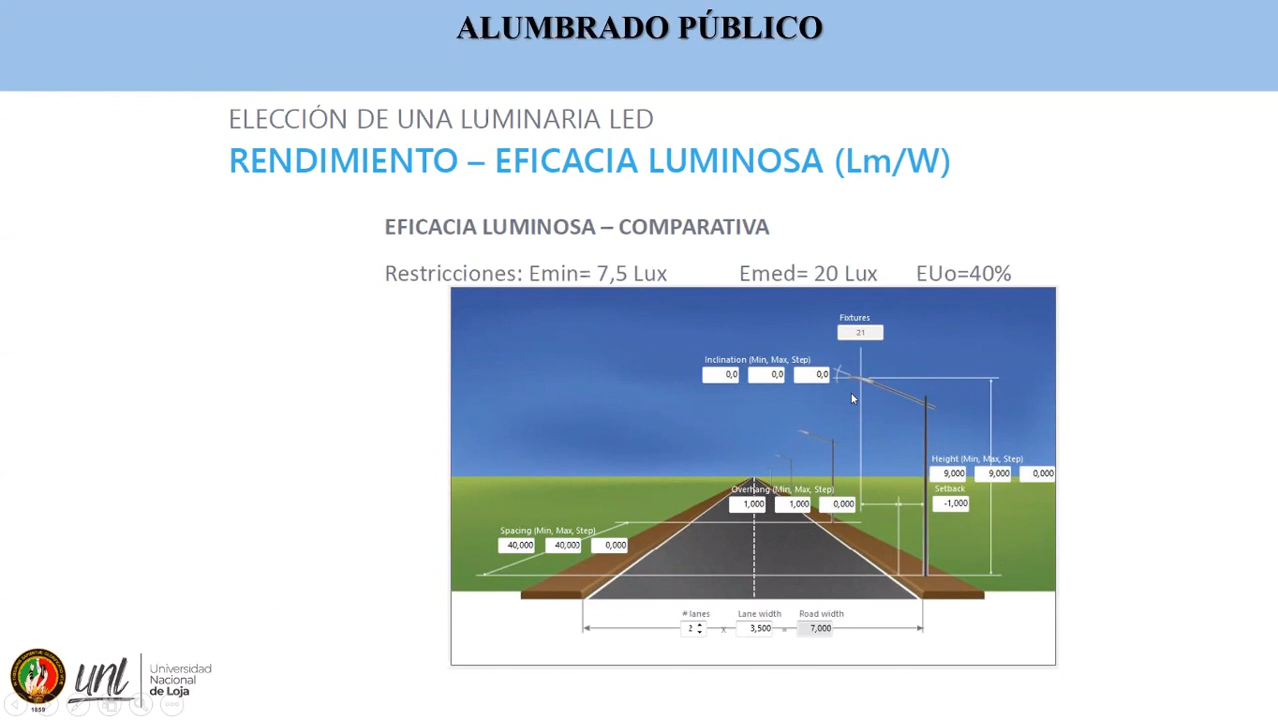 ALUMBRADO PÚBLICO
ELECCIÓN DE UNA LUMINARIA LED
RENDIMIENTO – EFICACIA LUMINOSA (Lm/W)
EFICACIA LUMINOSA – COMPARATIVA
Restricciones: Emin= 7,5 Lux Emed= 20 Lux EUo=40%
Fixtures
21
Inclination (Min, Max, Step)
0,0 0,0 0,0
Height (Min, Max, Step)
9,000 9,000 0,000
Setback
-1,000
Overhang (Min, Max, Step)
1,000 1,000 0,000
Spacing (Min, Max, Step)
40,000 40,000 0,000
# lanes Lane width Road width
2 x 3,500 = 7,000
1859
unl
Universidad
Nacional
de Loja